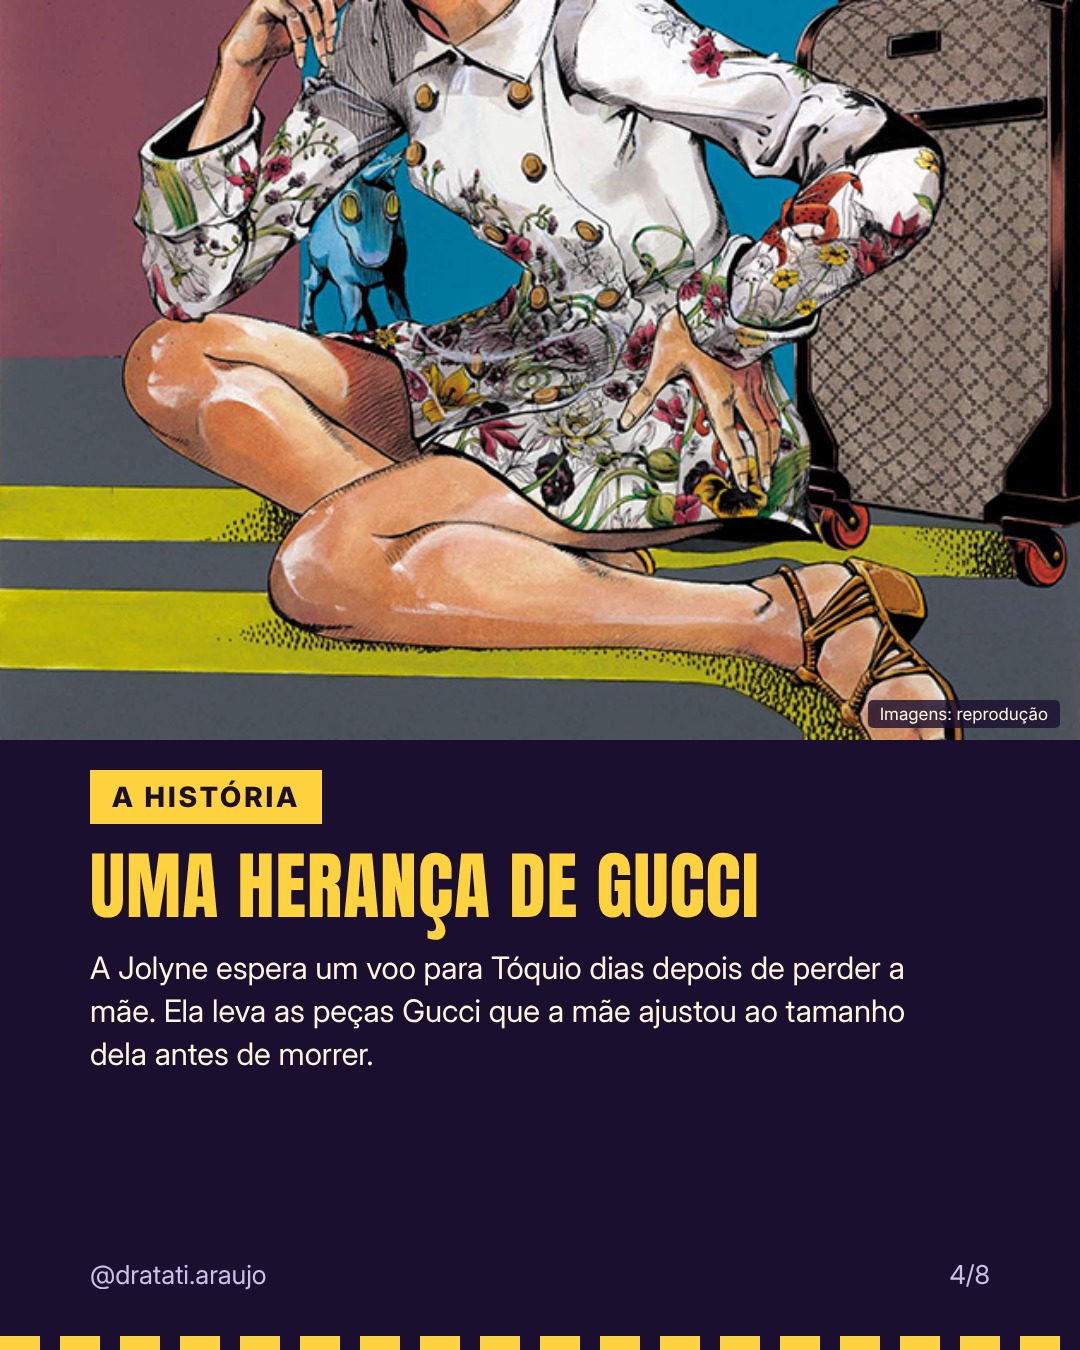 Imagens: reprodução
A HISTÓRIA
UMA HERANÇA DE GUCCI
A Jolyne espera um voo para Tóquio dias depois de perder a
mãe. Ela leva as peças Gucci que a mãe ajustou ao tamanho
dela antes de morrer.
@dratati.araujo
4/8